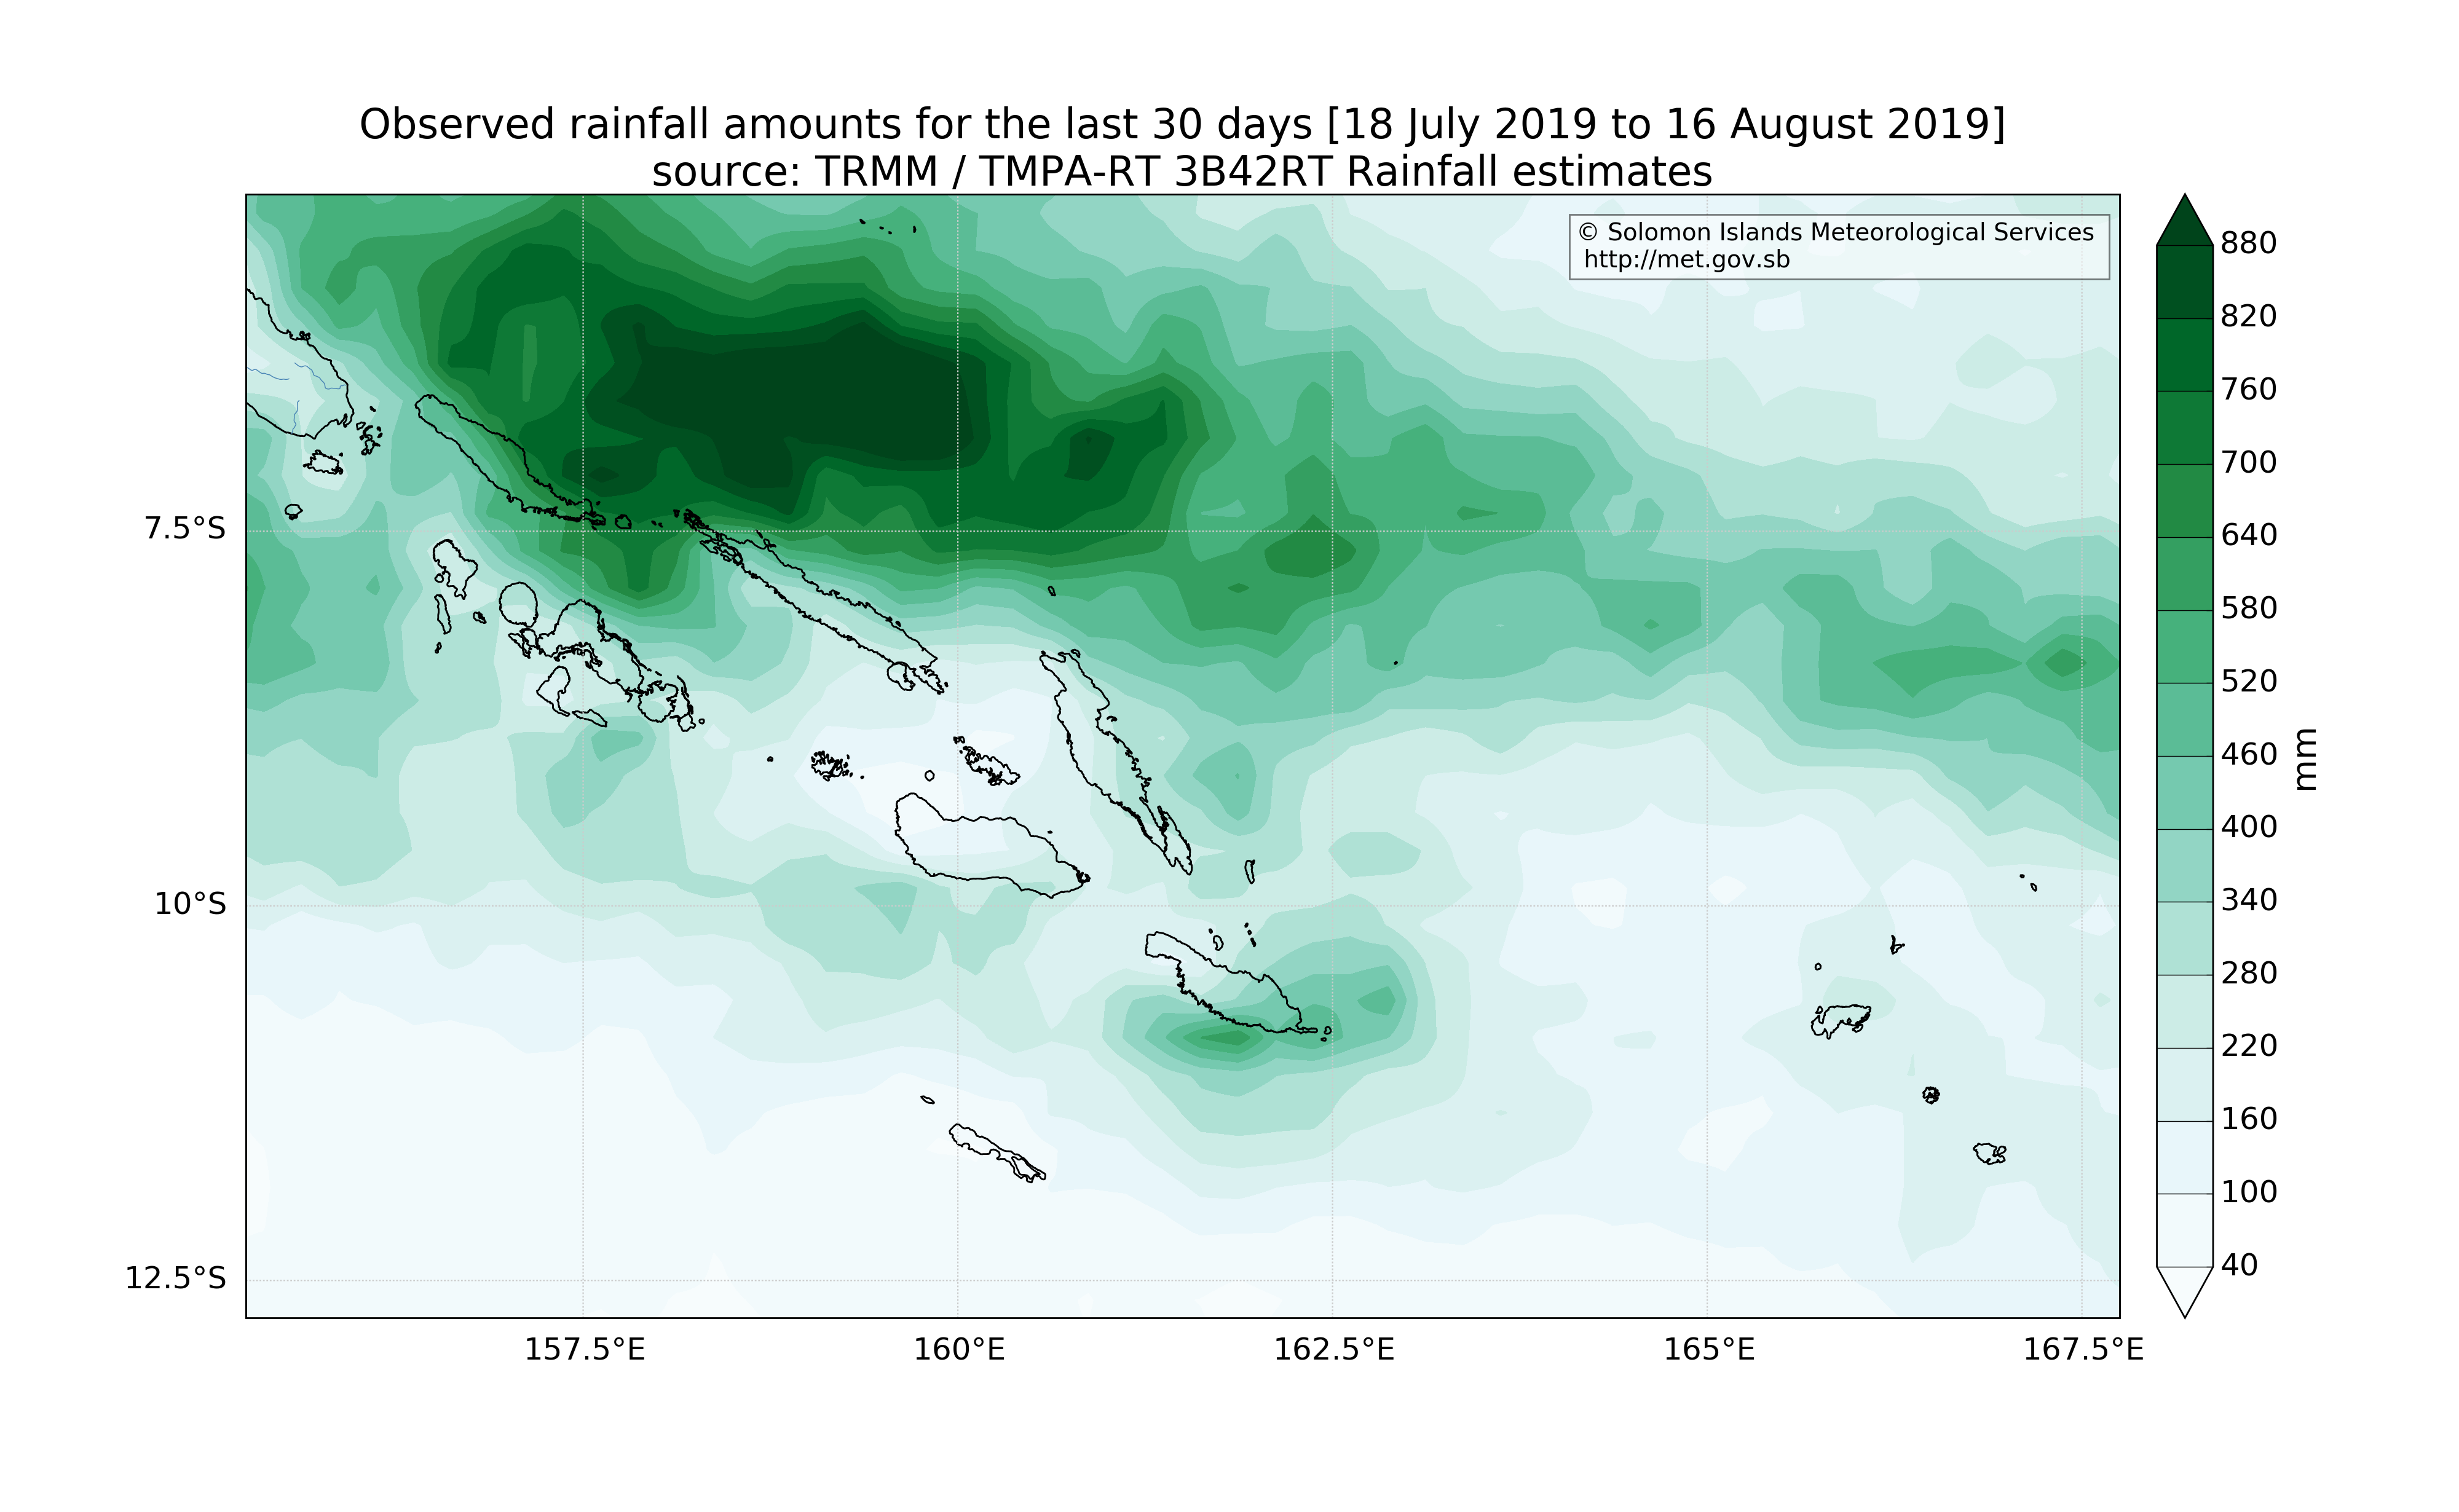 Observed rainfall amounts for the last 30 days [18 July 2019 to 16 August 2019]
source: TRMM / TMPA-RT 3B42RT Rainfall estimates
© Solomon Islands Meteorological Services
http://met.gov.sb
7.5°S
10°S
12.5°S
157.5°E
160°E
162.5°E
165°E
167.5°E
880
820
760
700
640
580
520
460
400
340
280
220
160
100
40
mm